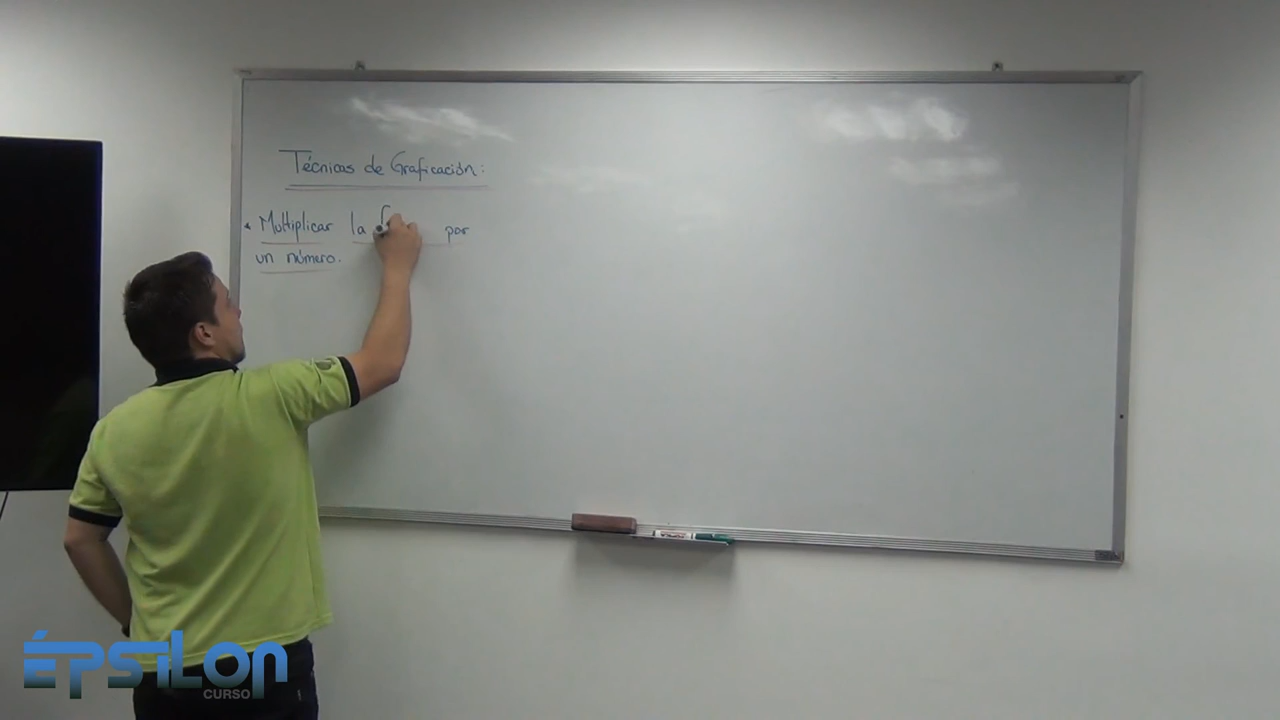 Técnicas de Graficación:
Multiplicar la por
un número.
ÉPSILON
CURSO